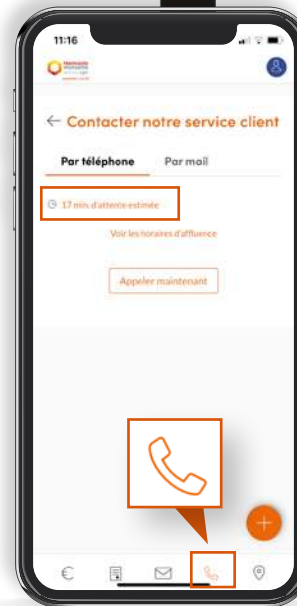 11:16
← Contacter notre service client
Par téléphone Par mail
17 min. d'attente estimée
Voir les horaires d'affluence
Appeler maintenant
+
€